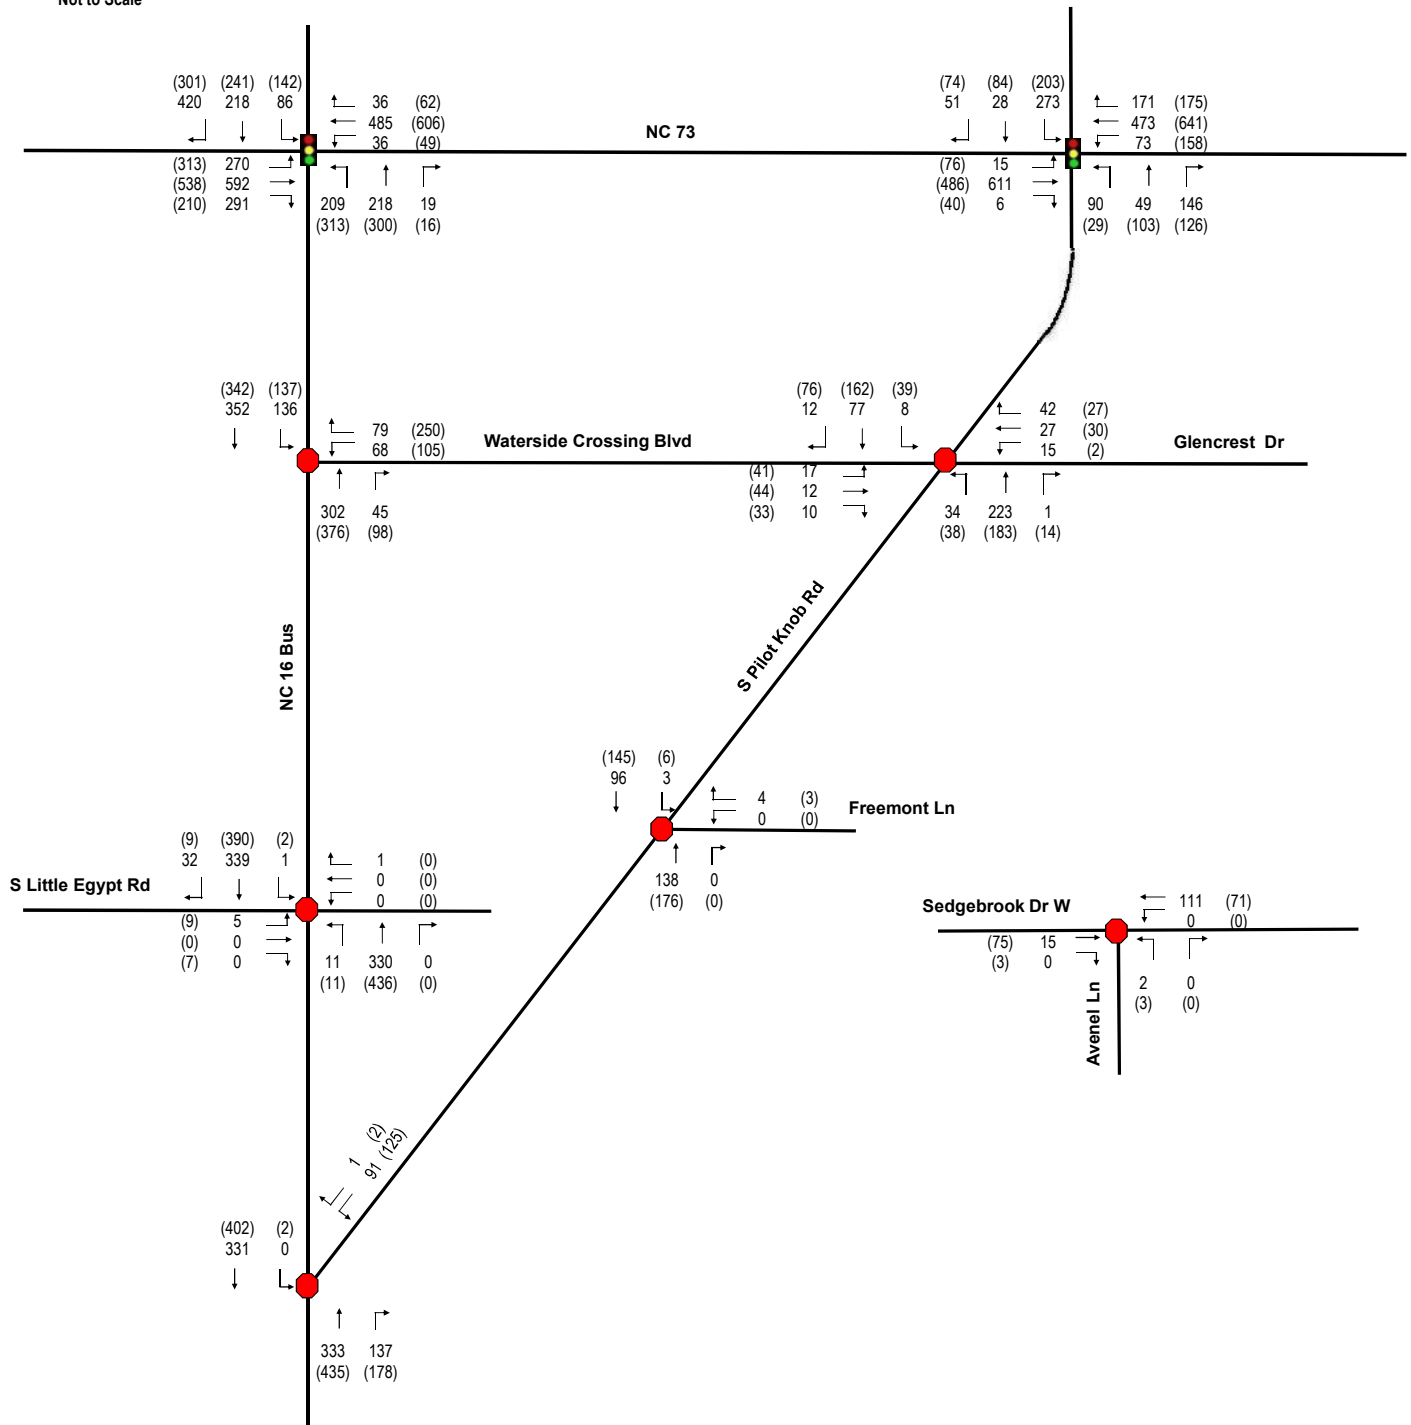 Not to Scale
(301) (241) (142)
420 218 86
36 (62)
485 (606)
36 (49)
NC 73
(74) (84) (203)
51 28 273
171 (175)
473 (641)
73 (158)
(313) 270
(538) 592
(210) 291
209 218 19
(313) (300) (16)
(76) 15
(486) 611
(40) 6
90 49 146
(29) (103) (126)
(342) (137)
352 136
79 (250)
68 (105)
Waterside Crossing Blvd
(76) (162) (39)
12 77 8
42 (27)
27 (30)
15 (2)
Glencrest Dr
302 45
(376) (98)
(41) 17
(44) 12
(33) 10
34 223 1
(38) (183) (14)
NC 16 Bus
S Pilot Knob Rd
(145) (6)
96 3
4 (3)
0 (0)
Freemont Ln
138 0
(176) (0)
(9) (390) (2)
32 339 1
1 (0)
0 (0)
0 (0)
S Little Egypt Rd
(9) 5
(0) 0
(7) 0
11 330 0
(11) (436) (0)
Sedgebrook Dr W
111 (71)
0 (0)
(75) 15
(3) 0
2 0
(3) (0)
Avenel Ln
1 (2)
91 (125)
(402) (2)
331 0
333 137
(435) (178)